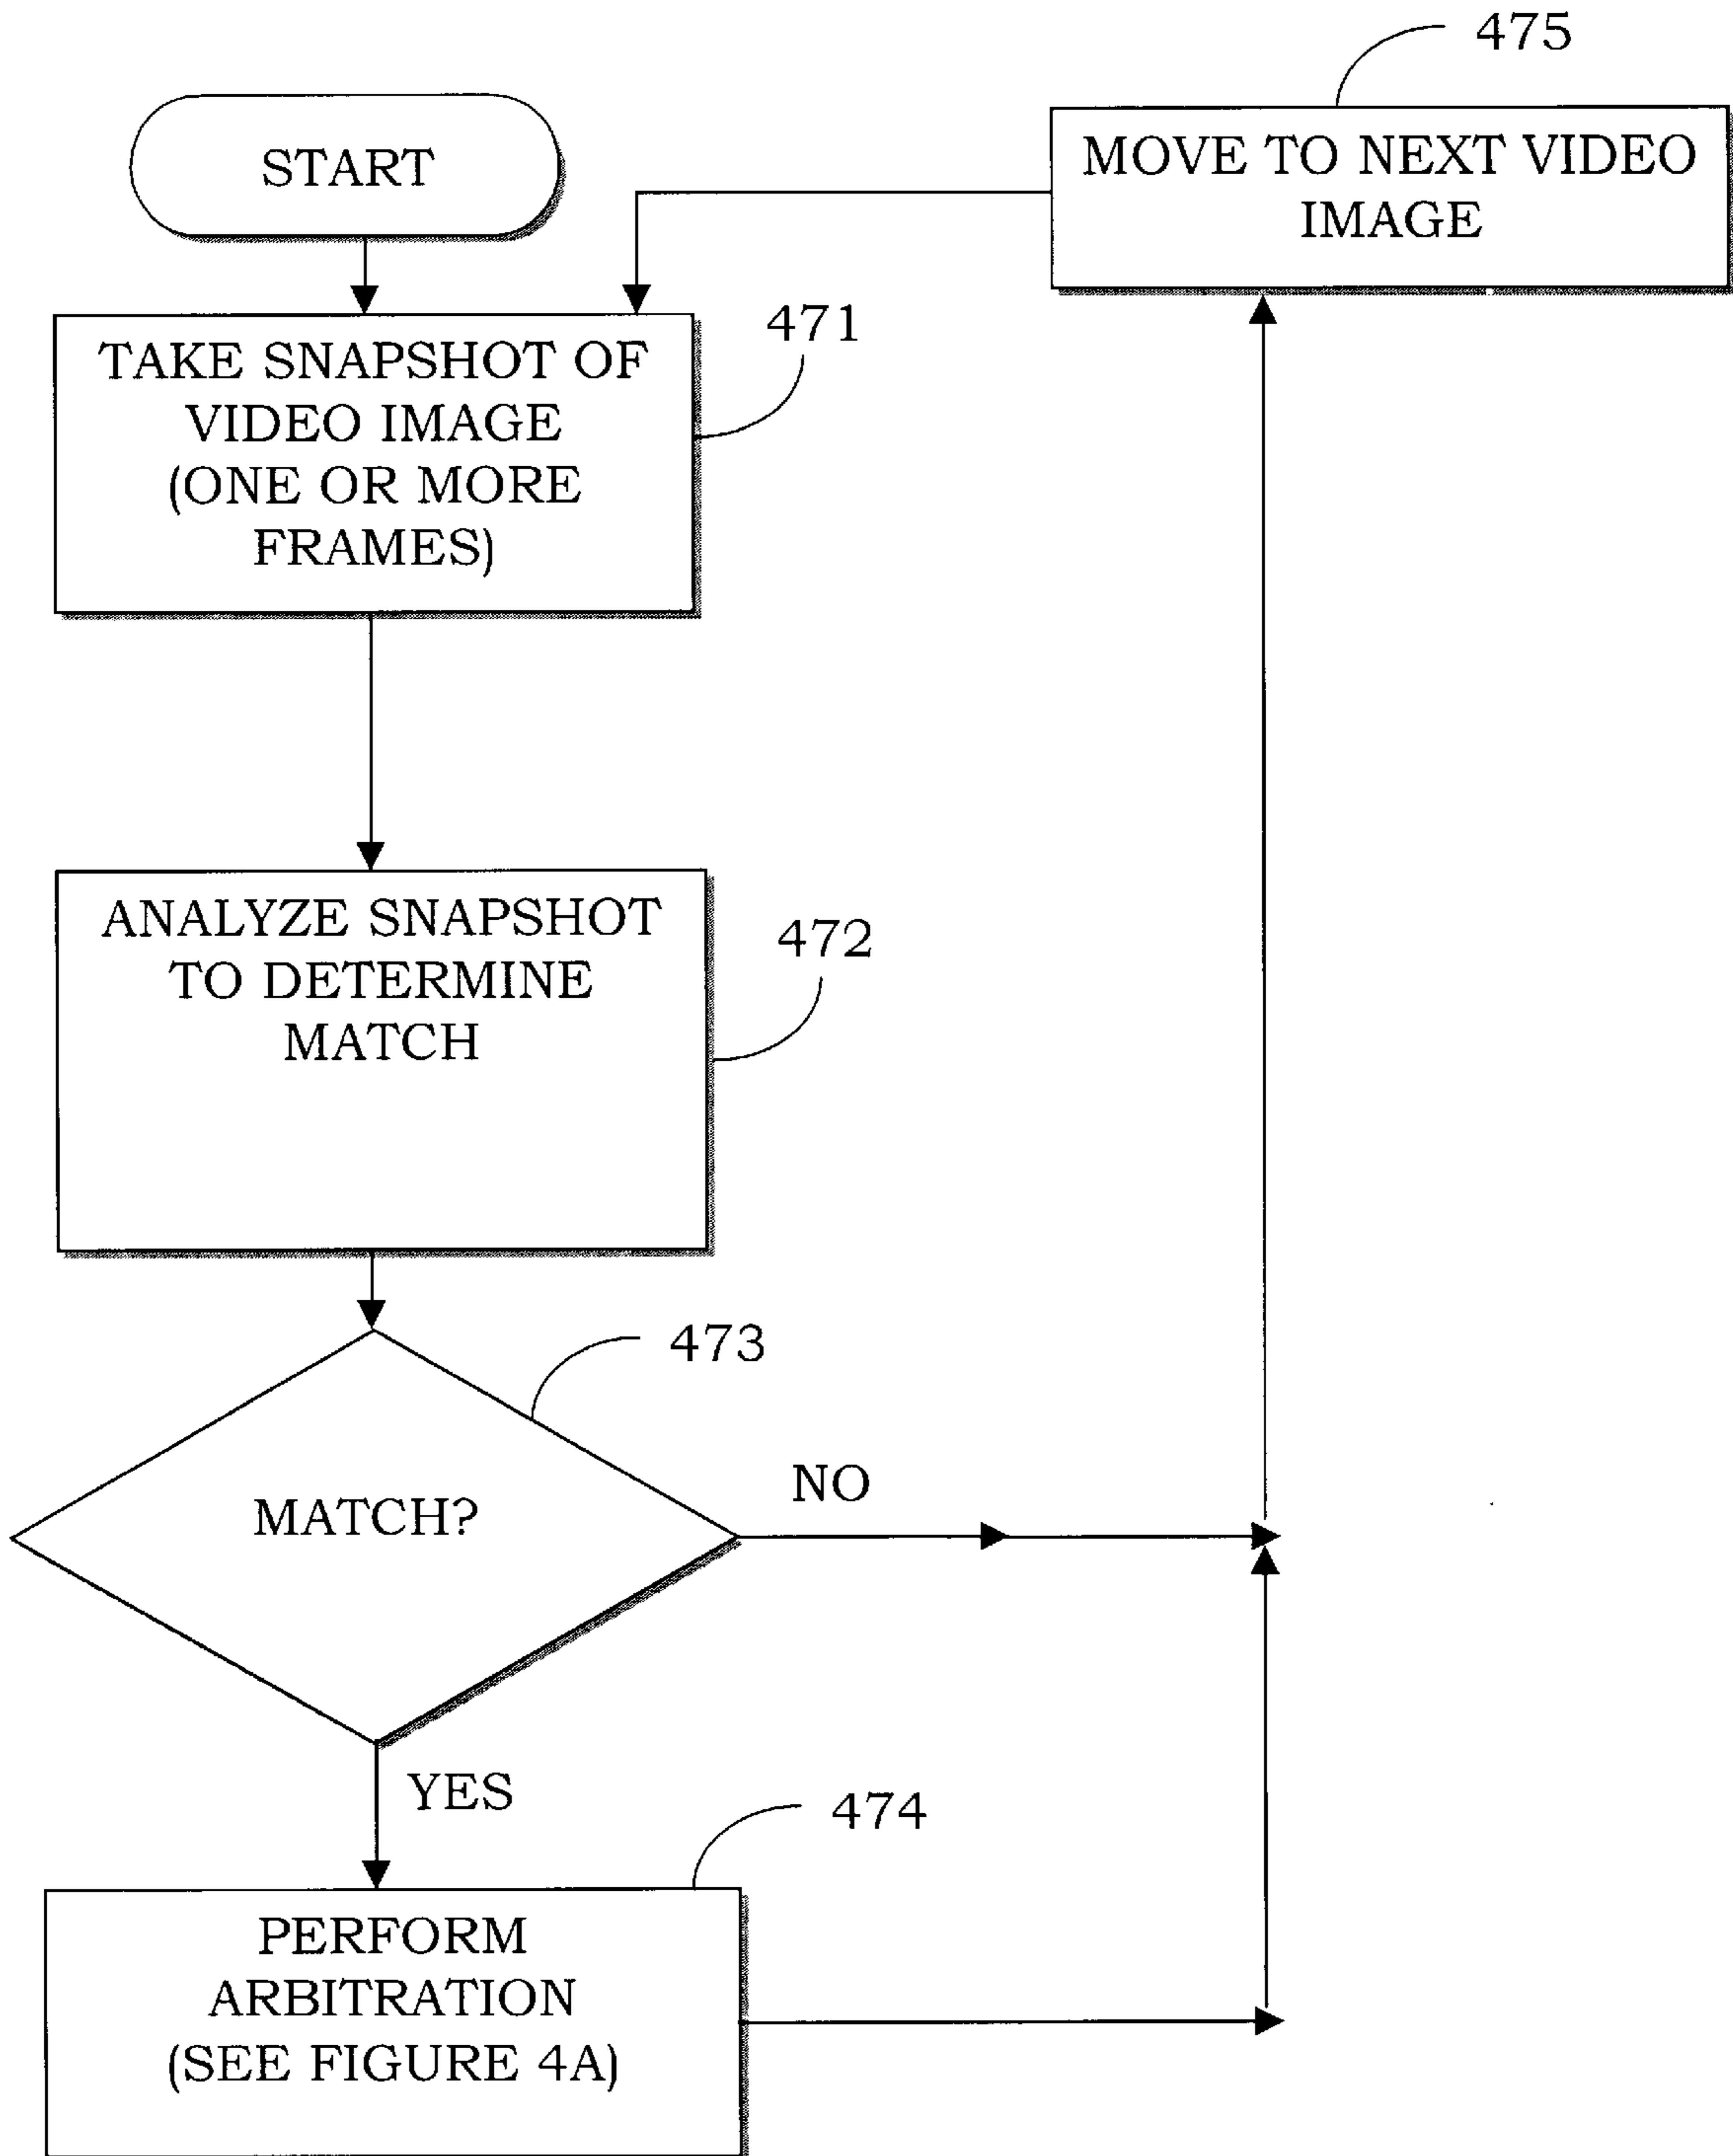 475
START
MOVE TO NEXT VIDEO
IMAGE
471
TAKE SNAPSHOT OF
VIDEO IMAGE
(ONE OR MORE
FRAMES)
ANALYZE SNAPSHOT
TO DETERMINE
MATCH
472
473
NO
MATCH?
YES
474
PERFORM
ARBITRATION
(SEE FIGURE 4A)